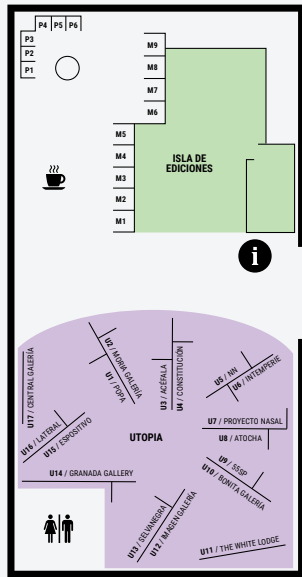 P4 P5 P6
P3
P2
P1
M9
M8
M7
M6
M5
M4
M3
M2
M1
ISLA DE
EDICIONES
i
U17 / CENTRAL GALERÍA
U16 / LATERAL
U15 / ESPOSITIVO
U14 / GRANADA GALLERY
U2 / MORIA GALERÍA
U1 / POPA
U3 / ACÉFALA
U4 / CONSTITUCIÓN
U5 / NN
U6 / INTEMPERIE
UTOPIA
U7 / PROYECTO NASAL
U8 / ATOCHA
U9 / SSSP
U10 / BONITA GALERÍA
U13 / SELVANEGRA
U12 / IMAGEN GALERÍA
U11 / THE WHITE LODGE